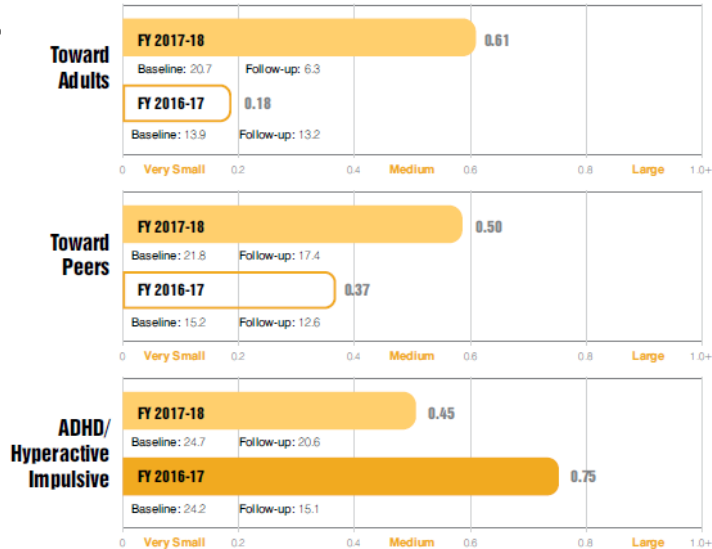 Toward
Adults
FY 2017-18
0.61
Baseline: 20.7 Follow-up: 6.3
FY 2016-17
0.18
Baseline: 13.9 Follow-up: 13.2
0 Very Small 0.2 0.4 Medium 0.6 0.8 Large 1.0+
Toward
Peers
FY 2017-18
0.50
Baseline: 21.8 Follow-up: 17.4
FY 2016-17
0.37
Baseline: 15.2 Follow-up: 12.6
0 Very Small 0.2 0.4 Medium 0.6 0.8 Large 1.0+
ADHD/
Hyperactive
Impulsive
FY 2017-18
0.45
Baseline: 24.7 Follow-up: 20.6
FY 2016-17
0.75
Baseline: 24.2 Follow-up: 15.1
0 Very Small 0.2 0.4 Medium 0.6 0.8 Large 1.0+